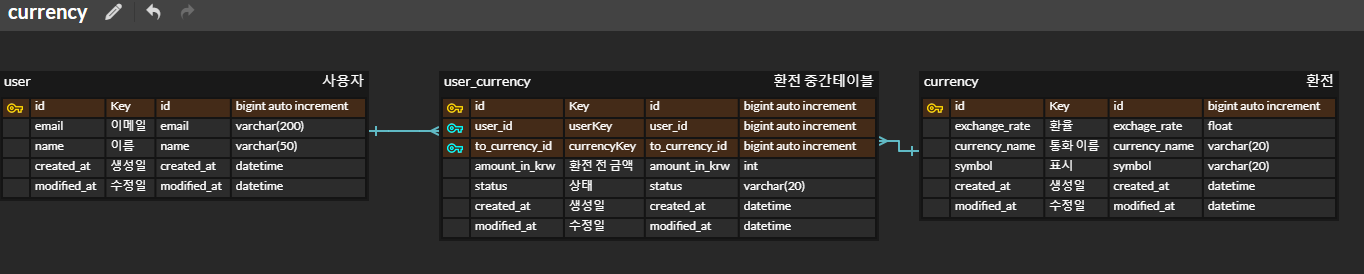 currency
user 사용자
id Key id bigint auto increment
email 이메일 email varchar(200)
name 이름 name varchar(50)
created_at 생성일 created_at datetime
modified_at 수정일 modified_at datetime
user_currency 환전 중간테이블
id Key id bigint auto increment
user_id userKey user_id bigint auto increment
to_currency_id currencyKey to_currency_id bigint auto increment
amount_in_krw 환전 전 금액 amount_in_krw int
status 상태 status varchar(20)
created_at 생성일 created_at datetime
modified_at 수정일 modified_at datetime
currency 환전
id Key id bigint auto increment
exchange_rate 환율 exchage_rate float
currency_name 통화 이름 currency_name varchar(20)
symbol 표시 symbol varchar(20)
created_at 생성일 created_at datetime
modified_at 수정일 modified_at datetime